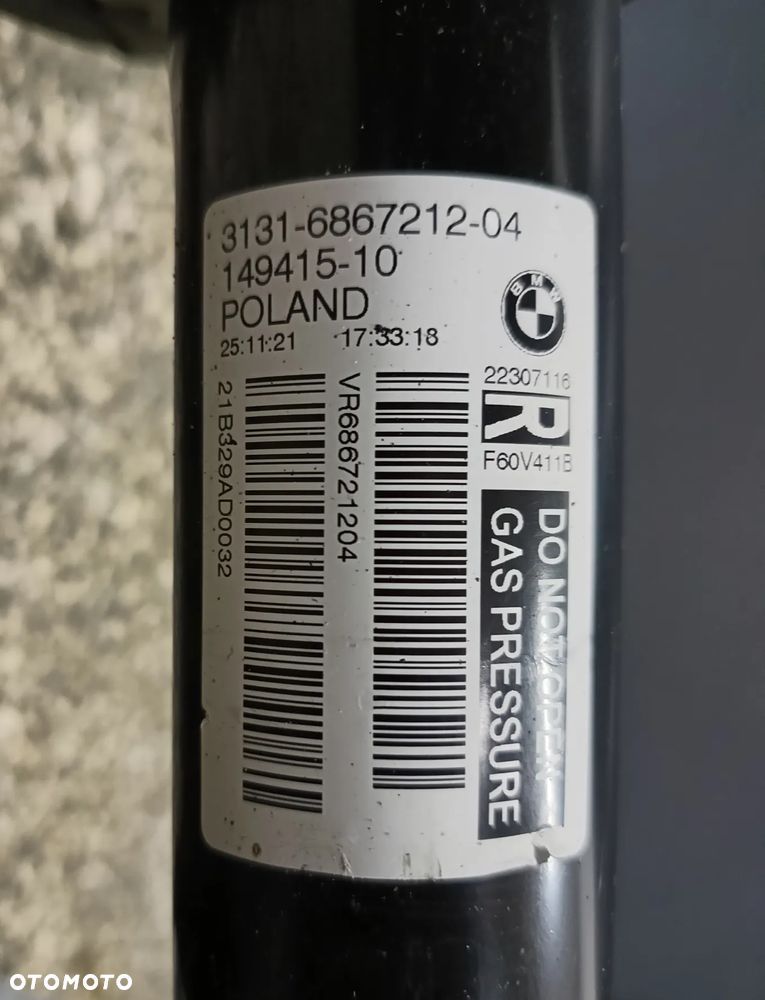 3131-6867212-04
149415-10
POLAND
25:11:21 17:33:18
BMW
22307116
R
F60V411B
DO NOT OPEN
GAS PRESSURE
VR686721204
21B329AD0032
OTOMOTO